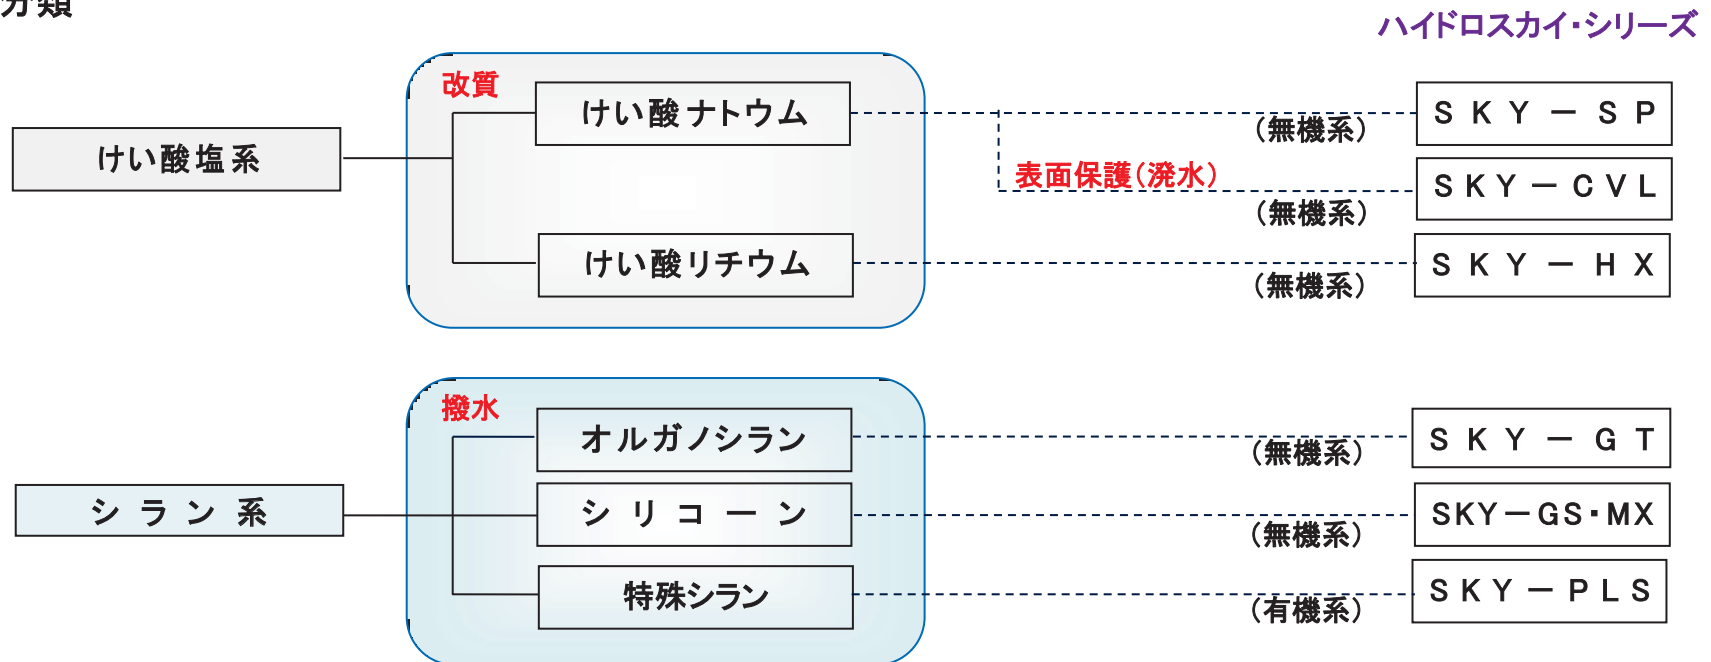 分類
ハイドロスカイ・シリーズ
改質
けい酸ナトウム
SKY－SP
(無機系)
けい酸塩系
表面保護(溌水)
SKY－CVL
(無機系)
けい酸リチウム
SKY－HX
(無機系)
撥水
オルガノシラン
SKY－GT
(無機系)
シラン系
シリコーン
SKY－GS・MX
(無機系)
特殊シラン
SKY－PLS
(有機系)